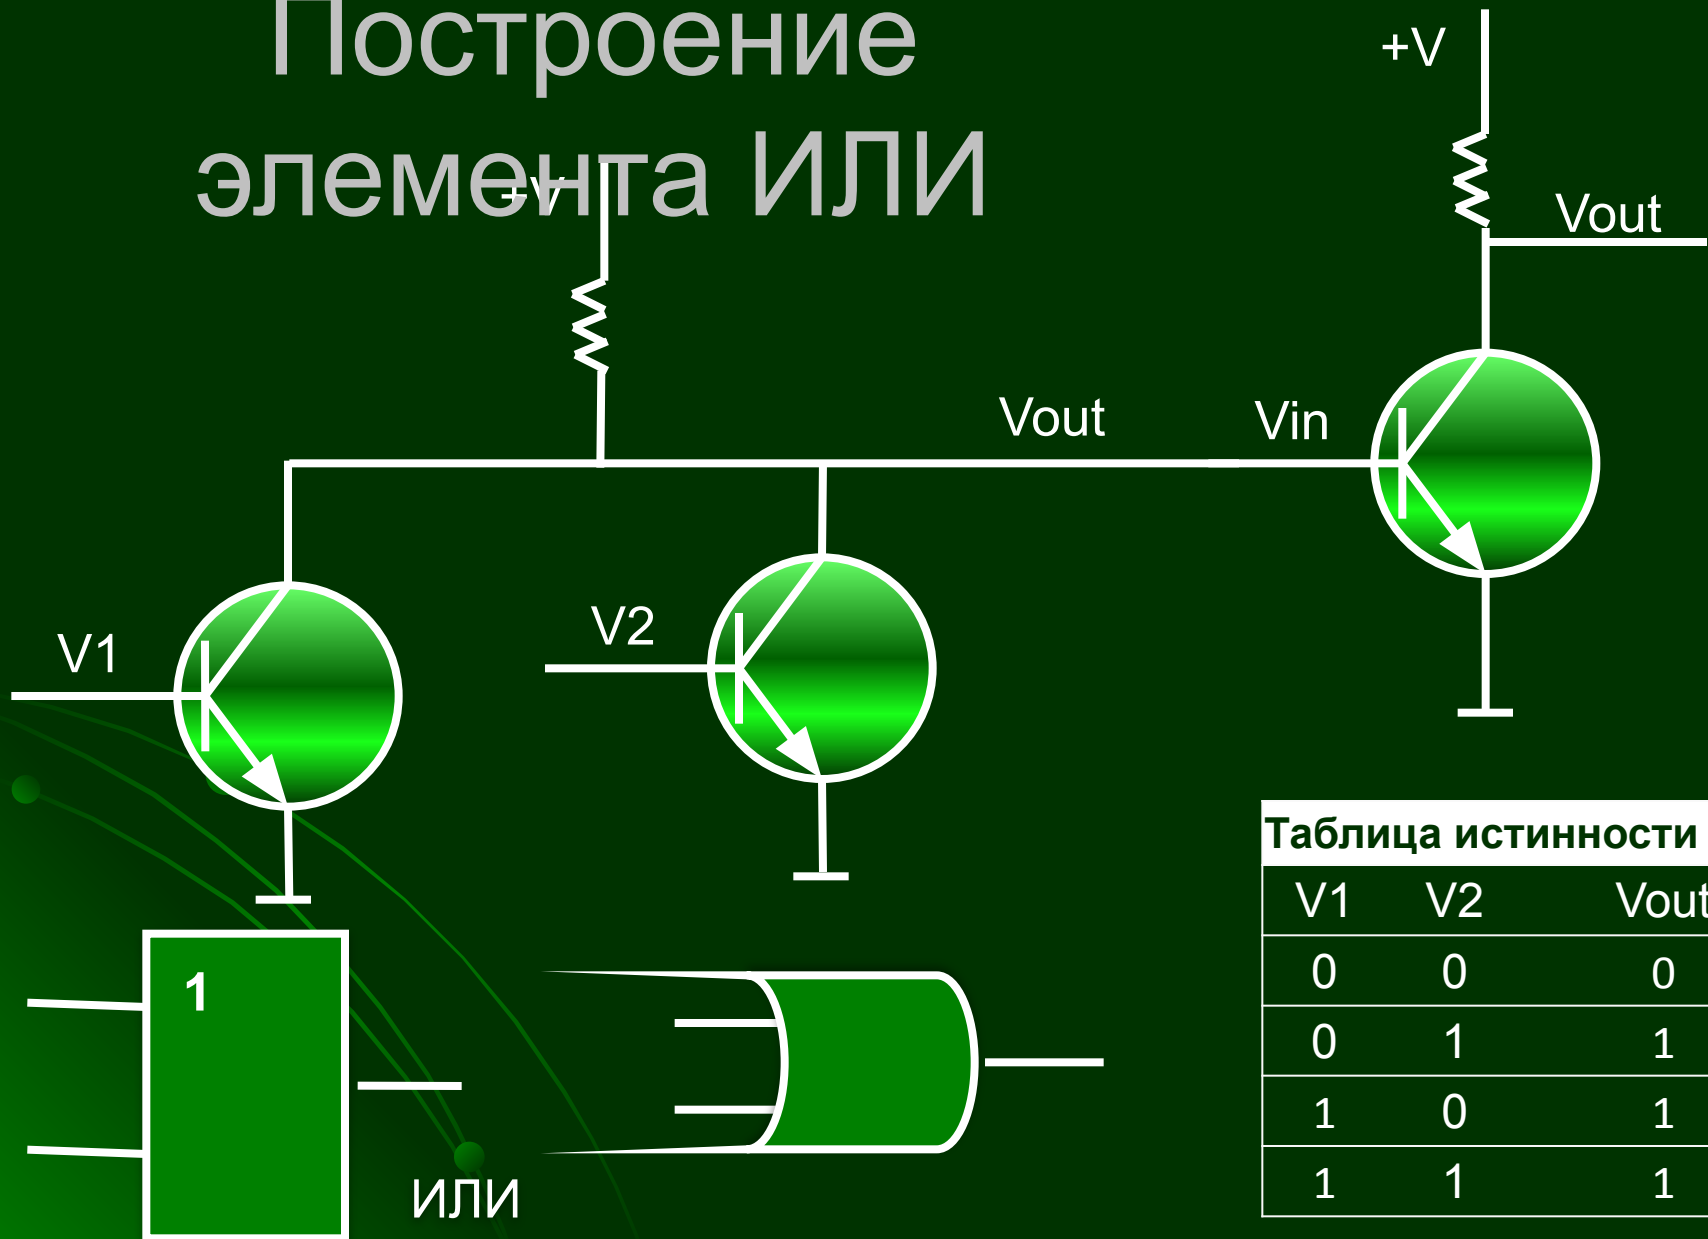 Построение
элемента ИЛИ
+V
+V
Vout
Vout
Vin
V1
V2
1
ИЛИ
Таблица истинности
V1 V2 Vout
0 0 0
0 1 1
1 0 1
1 1 1